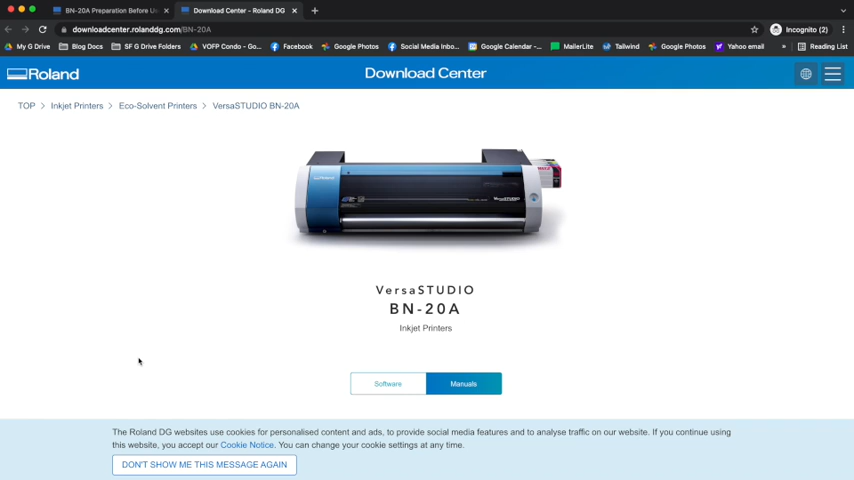 BN-20A Preparation Before Us
Download Center - Roland DG
downloadcenter.rolanddg.com/BN-20A
Incognito (2)
My G Drive
Blog Docs
SF G Drive Folders
VOFP Condo - Go...
Facebook
Google Photos
Social Media Inbo...
Google Calendar -...
MailerLite
Tailwind
Google Photos
Yahoo email
»
Reading List
Roland
Download Center
TOP > Inkjet Printers > Eco-Solvent Printers > VersaSTUDIO BN-20A
VersaSTUDIO
BN-20A
Inkjet Printers
Software
Manuals
The Roland DG websites use cookies for personalised content and ads, to provide social media features and to analyse traffic on our website. If you continue using
this website, you accept our Cookie Notice. You can change your cookie settings at any time.
DON'T SHOW ME THIS MESSAGE AGAIN